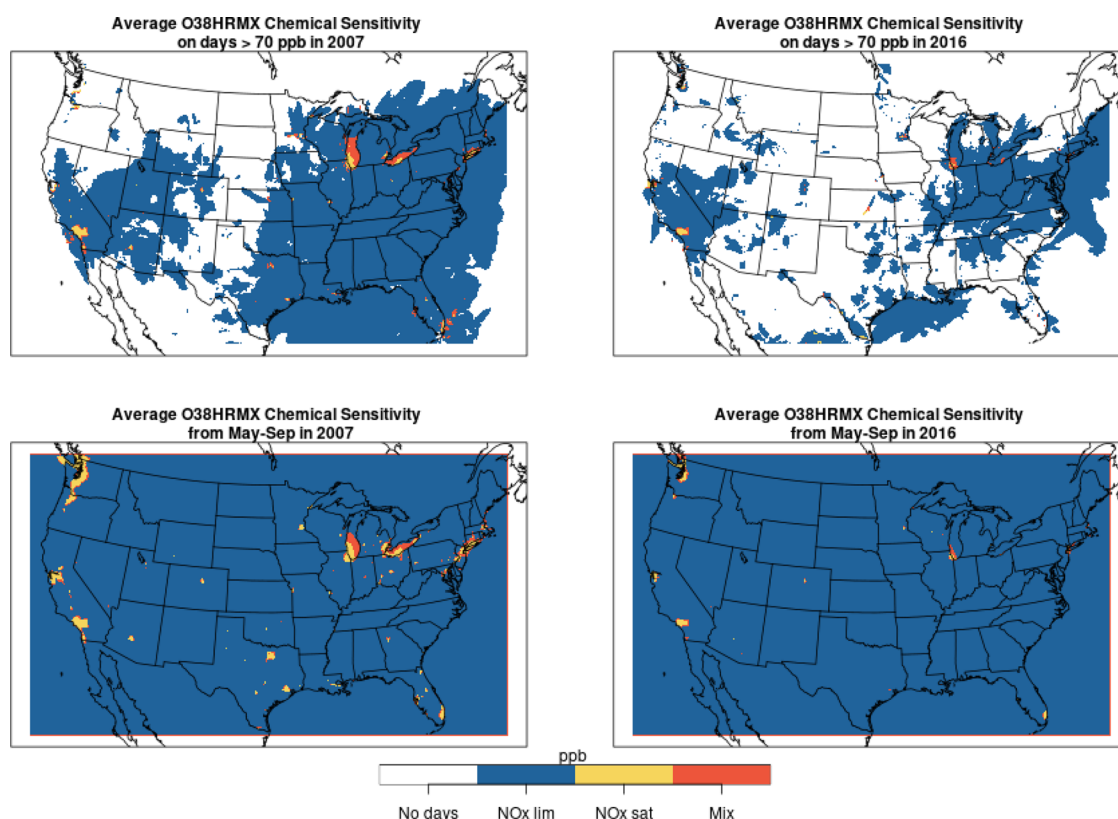 Average O38HRMX Chemical Sensitivity
on days > 70 ppb in 2007
Average O38HRMX Chemical Sensitivity
on days > 70 ppb in 2016
Average O38HRMX Chemical Sensitivity
from May-Sep in 2007
Average O38HRMX Chemical Sensitivity
from May-Sep in 2016
ppb
No days NOx lim NOx sat Mix